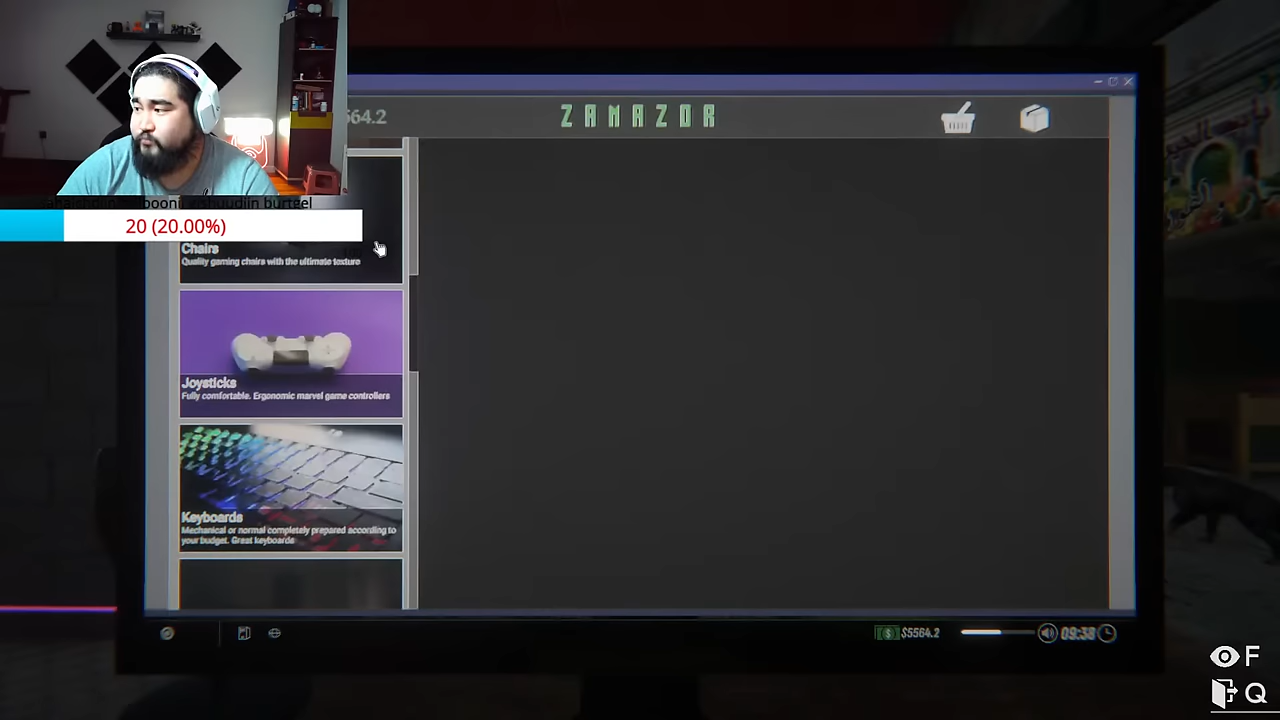 564.2
ZAMAZOR
burtgel
20 (20.00%)
Chairs
Quality gaming chairs with the ultimate texture
Joysticks
Fully comfortable. Ergonomic marvel game controllers
Keyboards
Mechanical or normal completely prepared according to
your budget. Great keyboards
$5564.2
09:38
F
Q